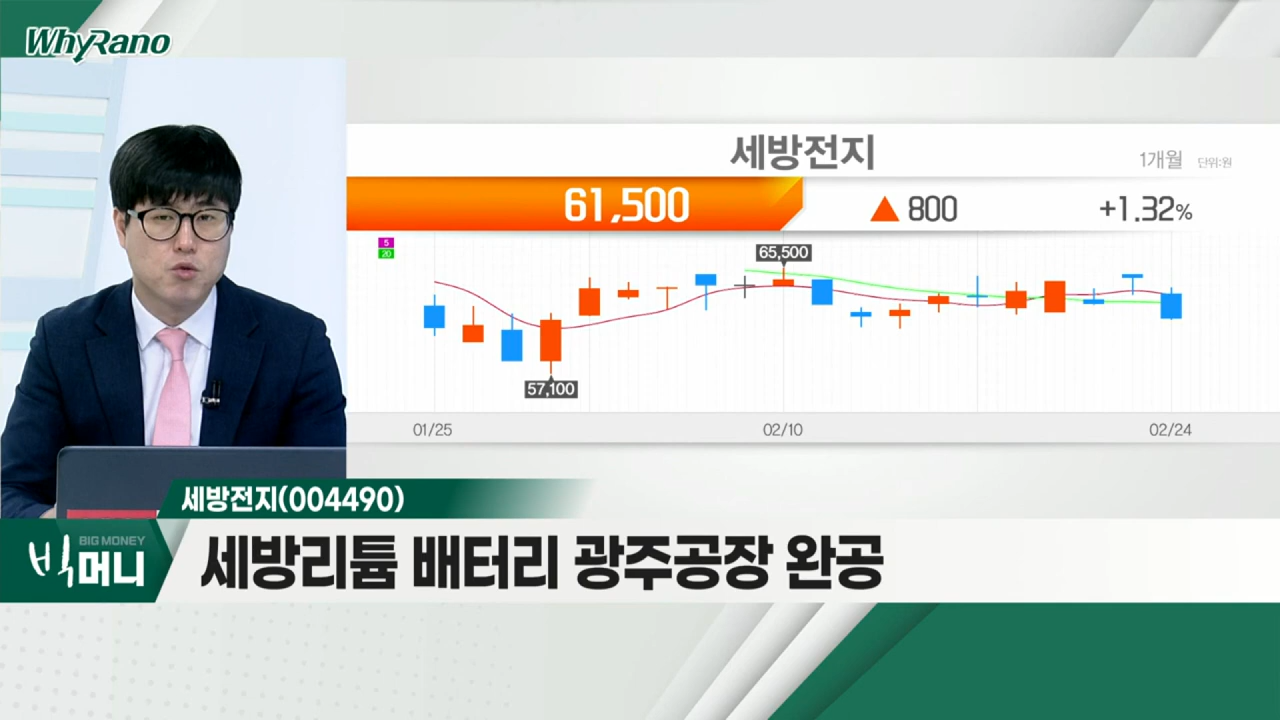 WhyRano
세방전지
1개월 단위:원
61,500 ▲ 800 +1.32%
5
20
65,500
57,100
01/25 02/10 02/24
세방전지(004490)
BIG MONEY
빅머니
세방리튬 배터리 광주공장 완공